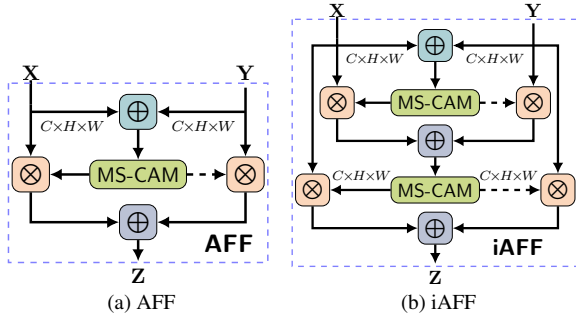 X Y
C×H×W C×H×W
MS-CAM
AFF
Z
(a) AFF
X Y
C×H×W C×H×W
MS-CAM
C×H×W C×H×W
MS-CAM
iAFF
Z
(b) iAFF